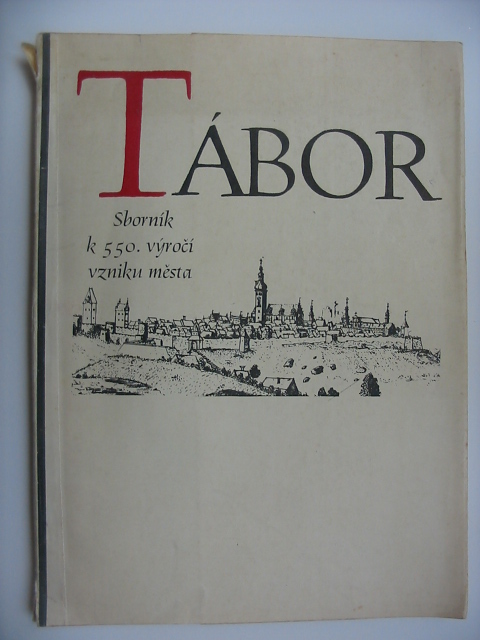 TÁBOR
Sborník
k 550. výročí
vzniku města